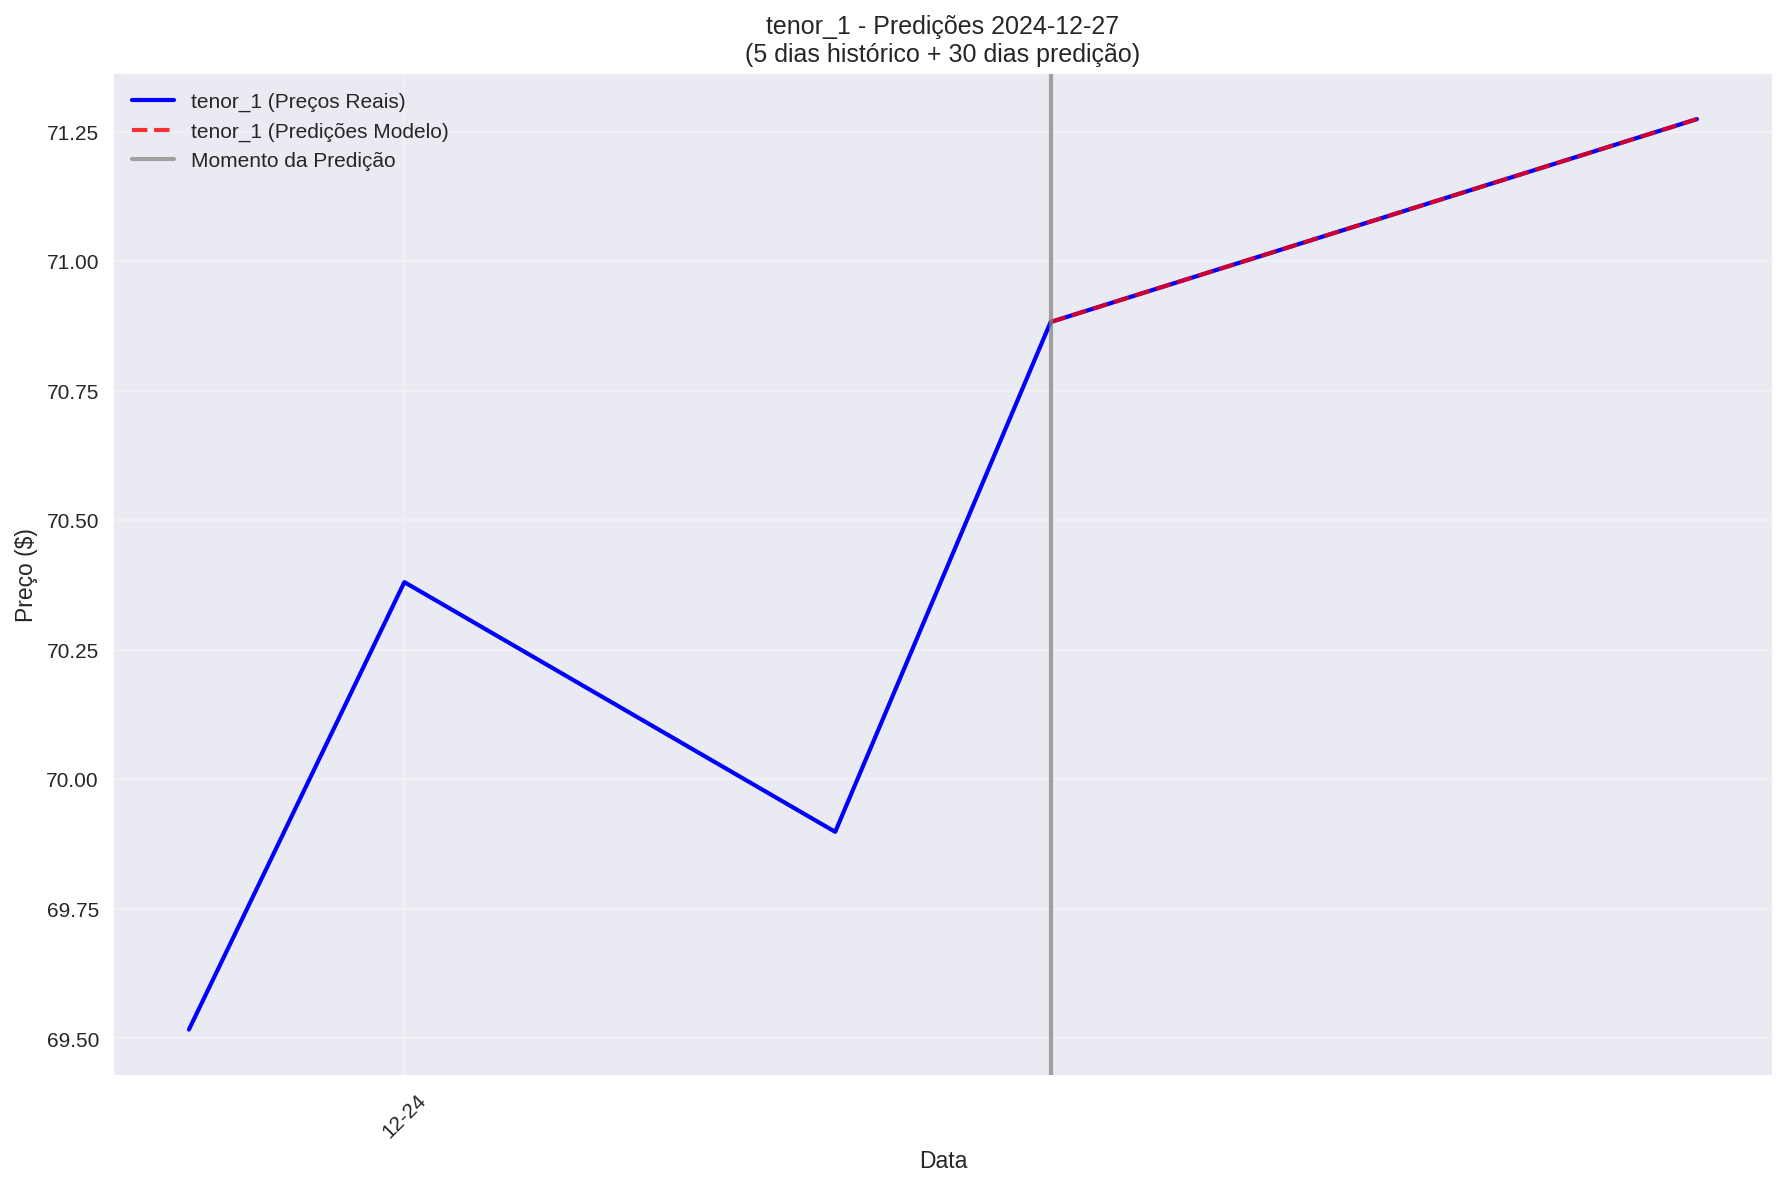 tenor_1 - Predições 2024-12-27
(5 dias histórico + 30 dias predição)
tenor_1 (Preços Reais)
tenor_1 (Predições Modelo)
Momento da Predição
71.25
71.00
70.75
70.50
70.25
70.00
69.75
69.50
Preço ($)
12-24
Data